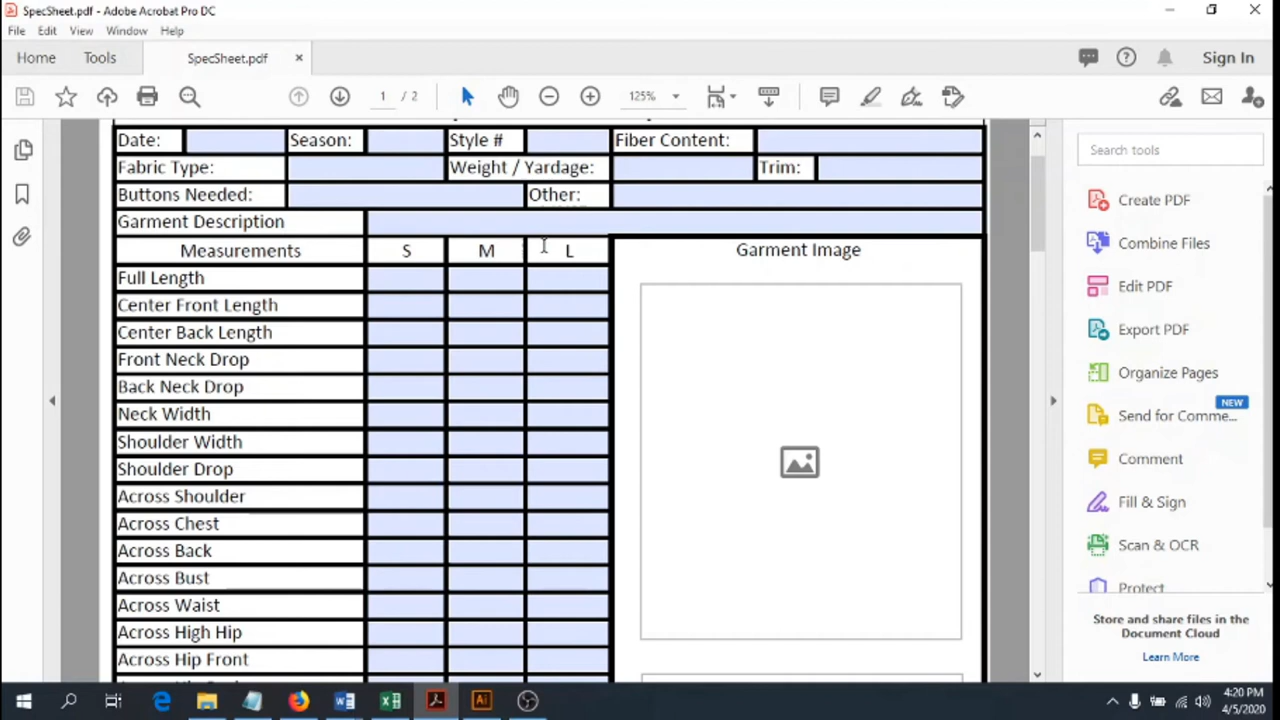 SpecSheet.pdf - Adobe Acrobat Pro DC
File Edit View Window Help
Home Tools SpecSheet.pdf × Sign In
1 / 2 125%
Date: Season: Style # Fiber Content:
Fabric Type: Weight / Yardage: Trim:
Buttons Needed: Other:
Garment Description
Measurements S M L Garment Image
Full Length
Center Front Length
Center Back Length
Front Neck Drop
Back Neck Drop
Neck Width
Shoulder Width
Shoulder Drop
Across Shoulder
Across Chest
Across Back
Across Bust
Across Waist
Across High Hip
Across Hip Front
Search tools
Create PDF
Combine Files
Edit PDF
Export PDF
Organize Pages
NEW
Send for Comme...
Comment
Fill & Sign
Scan & OCR
Protect
Store and share files in the
Document Cloud
Learn More
4:20 PM
4/5/2020